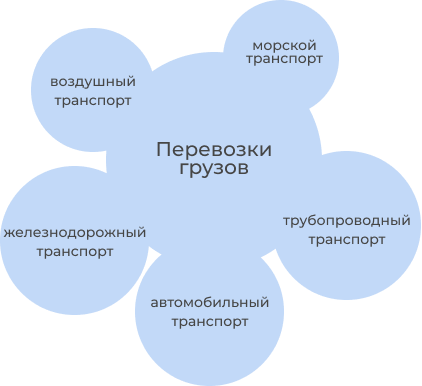 морской
транспорт
воздушный
транспорт
Перевозки
грузов
трубопроводный
транспорт
железнодорожный
транспорт
автомобильный
транспорт